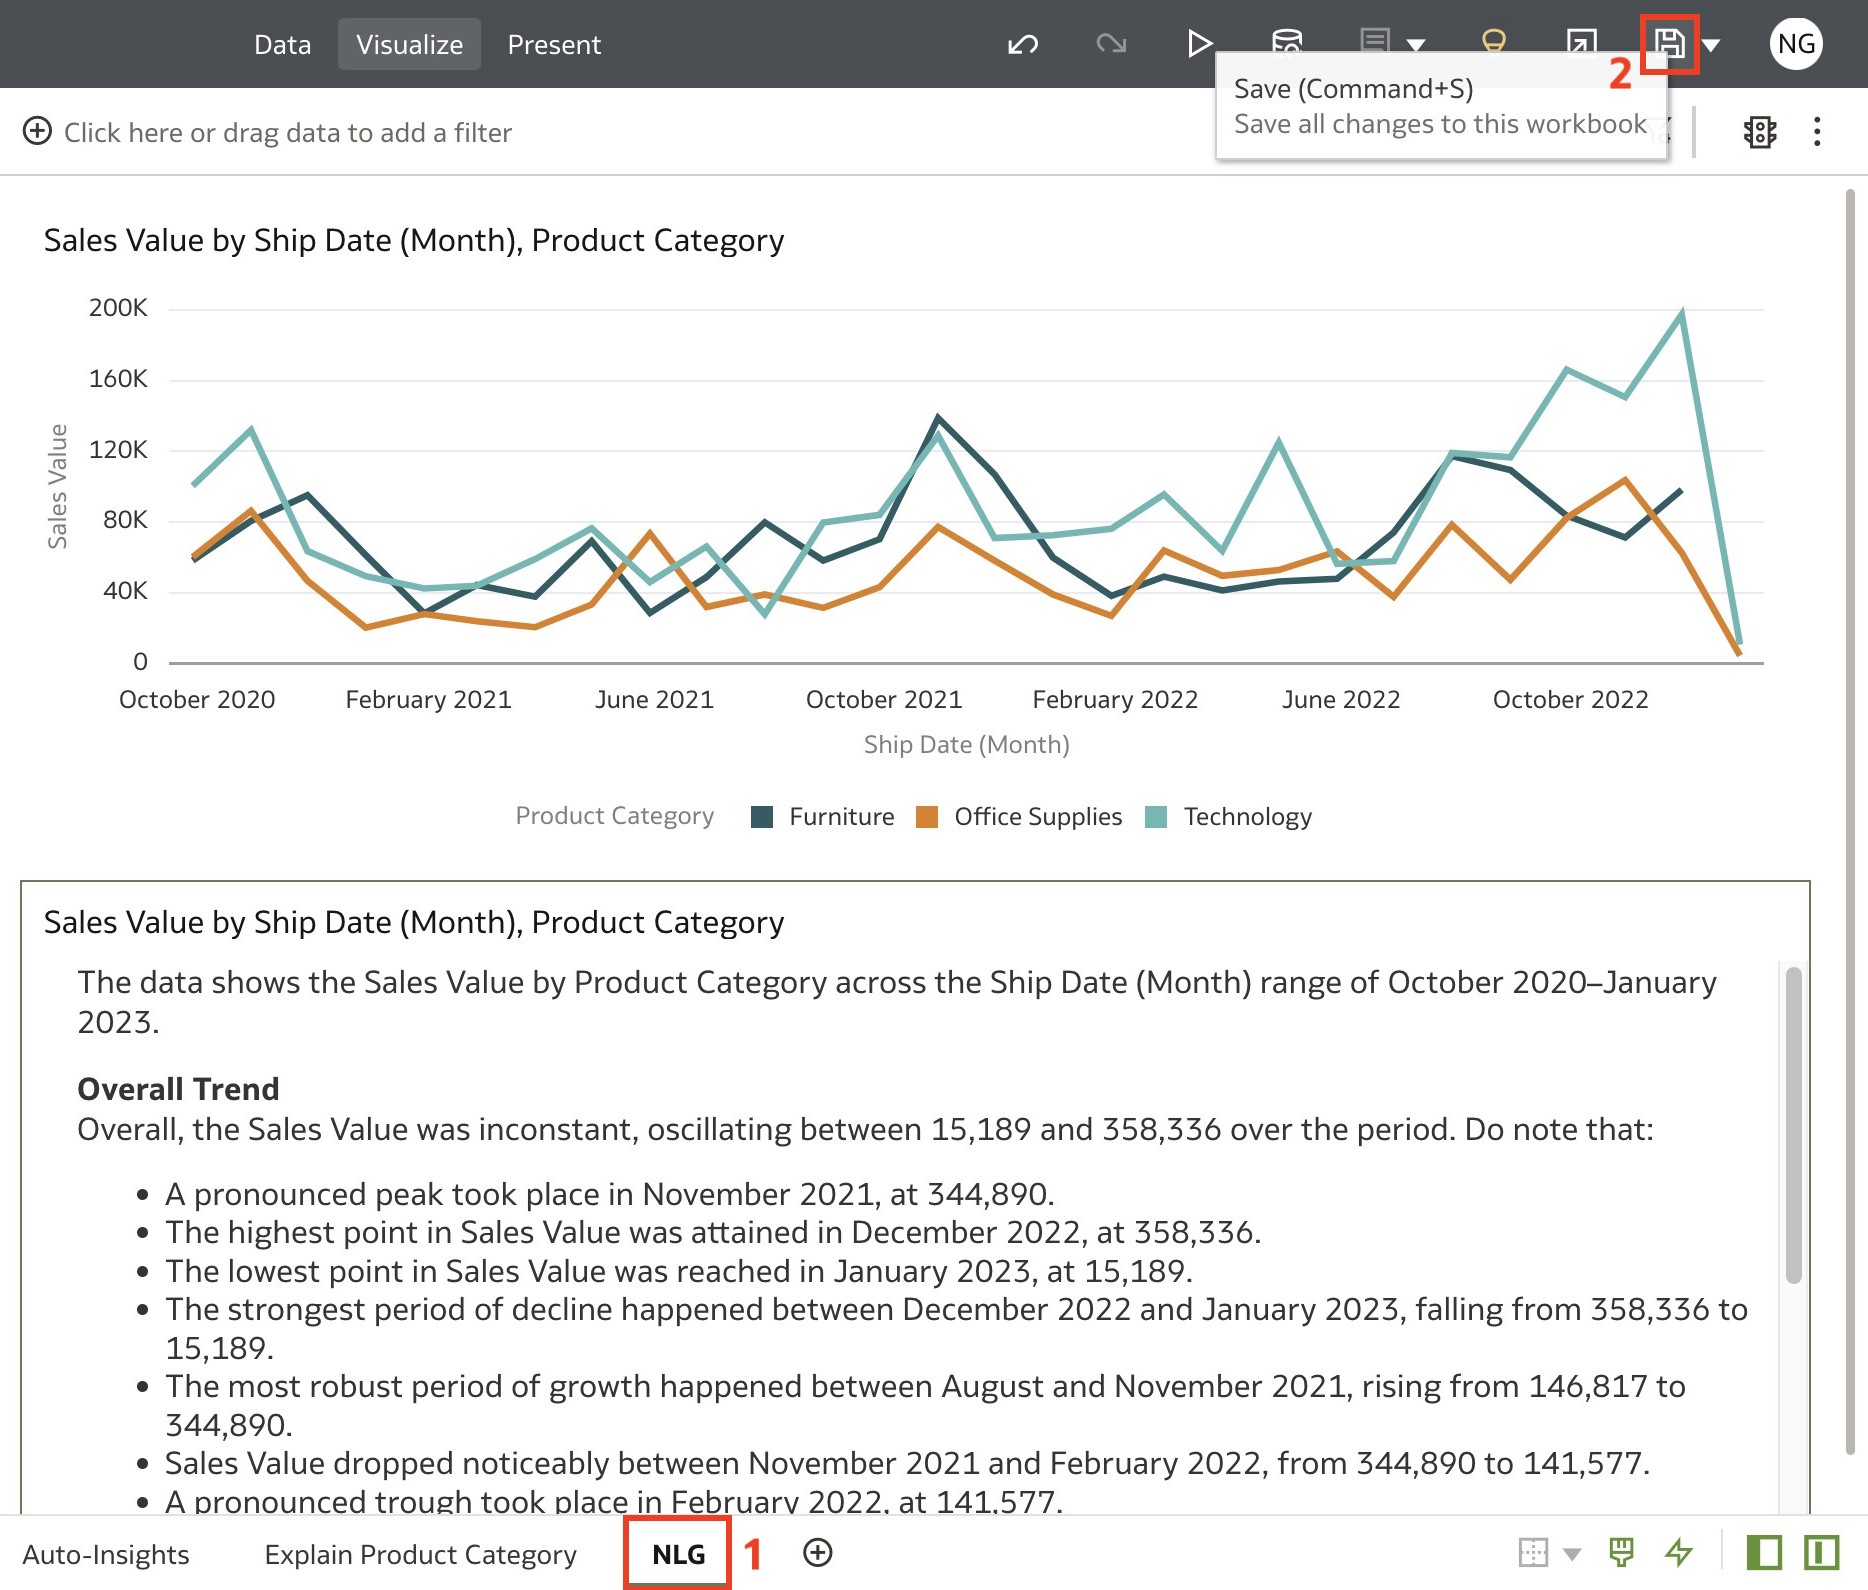 Data Visualize Present NG
2
Save (Command+S)
Save all changes to this workbook
Click here or drag data to add a filter
Sales Value by Ship Date (Month), Product Category
200K
160K
120K
80K
40K
0
Sales Value
October 2020 February 2021 June 2021 October 2021 February 2022 June 2022 October 2022
Ship Date (Month)
Product Category Furniture Office Supplies Technology
Sales Value by Ship Date (Month), Product Category
The data shows the Sales Value by Product Category across the Ship Date (Month) range of October 2020–January
2023.
Overall Trend
Overall, the Sales Value was inconstant, oscillating between 15,189 and 358,336 over the period. Do note that:
• A pronounced peak took place in November 2021, at 344,890.
• The highest point in Sales Value was attained in December 2022, at 358,336.
• The lowest point in Sales Value was reached in January 2023, at 15,189.
• The strongest period of decline happened between December 2022 and January 2023, falling from 358,336 to
15,189.
• The most robust period of growth happened between August and November 2021, rising from 146,817 to
344,890.
• Sales Value dropped noticeably between November 2021 and February 2022, from 344,890 to 141,577.
• A pronounced trough took place in February 2022, at 141,577.
Auto-Insights Explain Product Category NLG 1